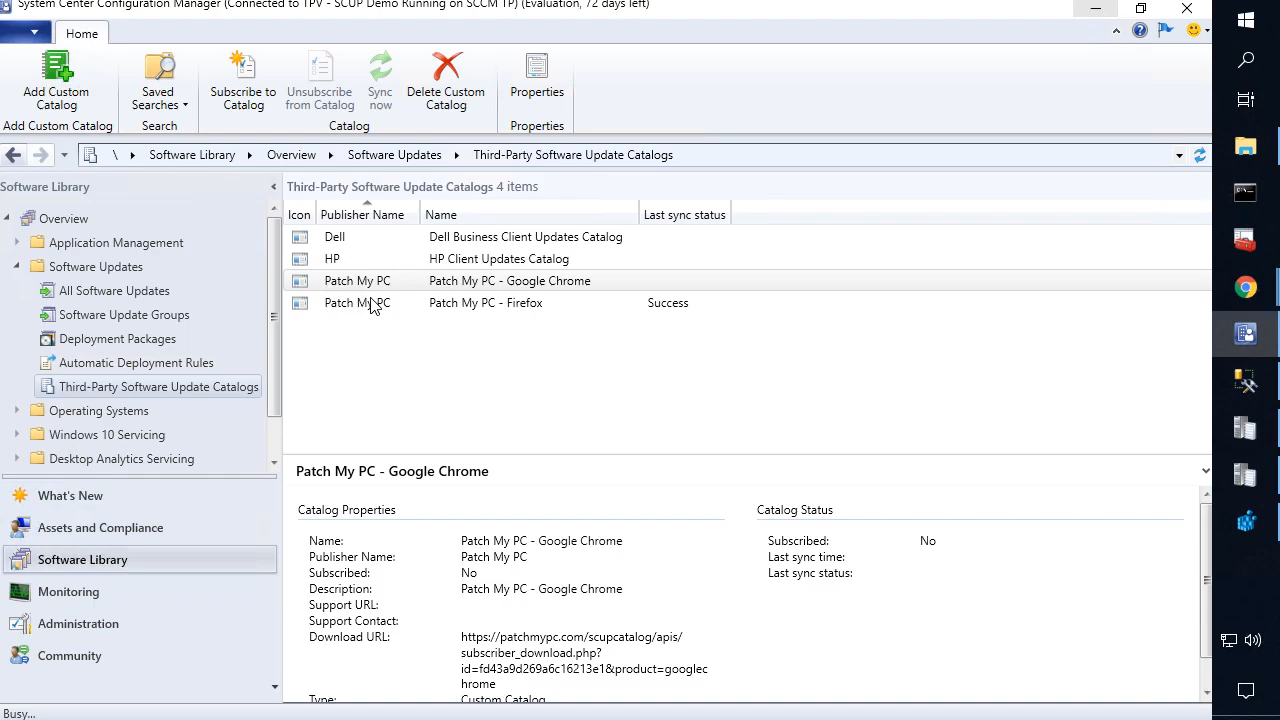 System Center Configuration Manager (Connected to TPV - SCUP Demo Running on SCCM TP) (Evaluation, 72 days left)
Home
Add Custom
Catalog
Saved
Searches
Subscribe to
Catalog
Unsubscribe
from Catalog
Sync
now
Delete Custom
Catalog
Properties
Add Custom Catalog
Search
Catalog
Properties
\ Software Library Overview Software Updates Third-Party Software Update Catalogs
Software Library
Overview
Application Management
Software Updates
All Software Updates
Software Update Groups
Deployment Packages
Automatic Deployment Rules
Third-Party Software Update Catalogs
Operating Systems
Windows 10 Servicing
Desktop Analytics Servicing
What's New
Assets and Compliance
Software Library
Monitoring
Administration
Community
Third-Party Software Update Catalogs 4 items
Icon Publisher Name Name Last sync status
Dell Dell Business Client Updates Catalog
HP HP Client Updates Catalog
Patch My PC Patch My PC - Google Chrome
Patch My PC Patch My PC - Firefox Success
Patch My PC - Google Chrome
Catalog Properties
Name: Patch My PC - Google Chrome
Publisher Name: Patch My PC
Subscribed: No
Description: Patch My PC - Google Chrome
Support URL:
Support Contact:
Download URL: https://patchmypc.com/scupcatalog/apis/
subscriber_download.php?
id=fd43a9d269a6c16213e1&product=googlec
hrome
Type: Custom Catalog
Catalog Status
Subscribed: No
Last sync time:
Last sync status:
Busy...